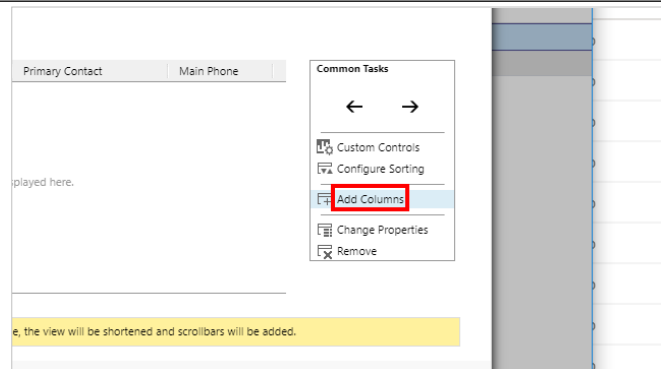 Primary Contact
Main Phone
played here.
e, the view will be shortened and scrollbars will be added.
Common Tasks
Custom Controls
Configure Sorting
Add Columns
Change Properties
Remove